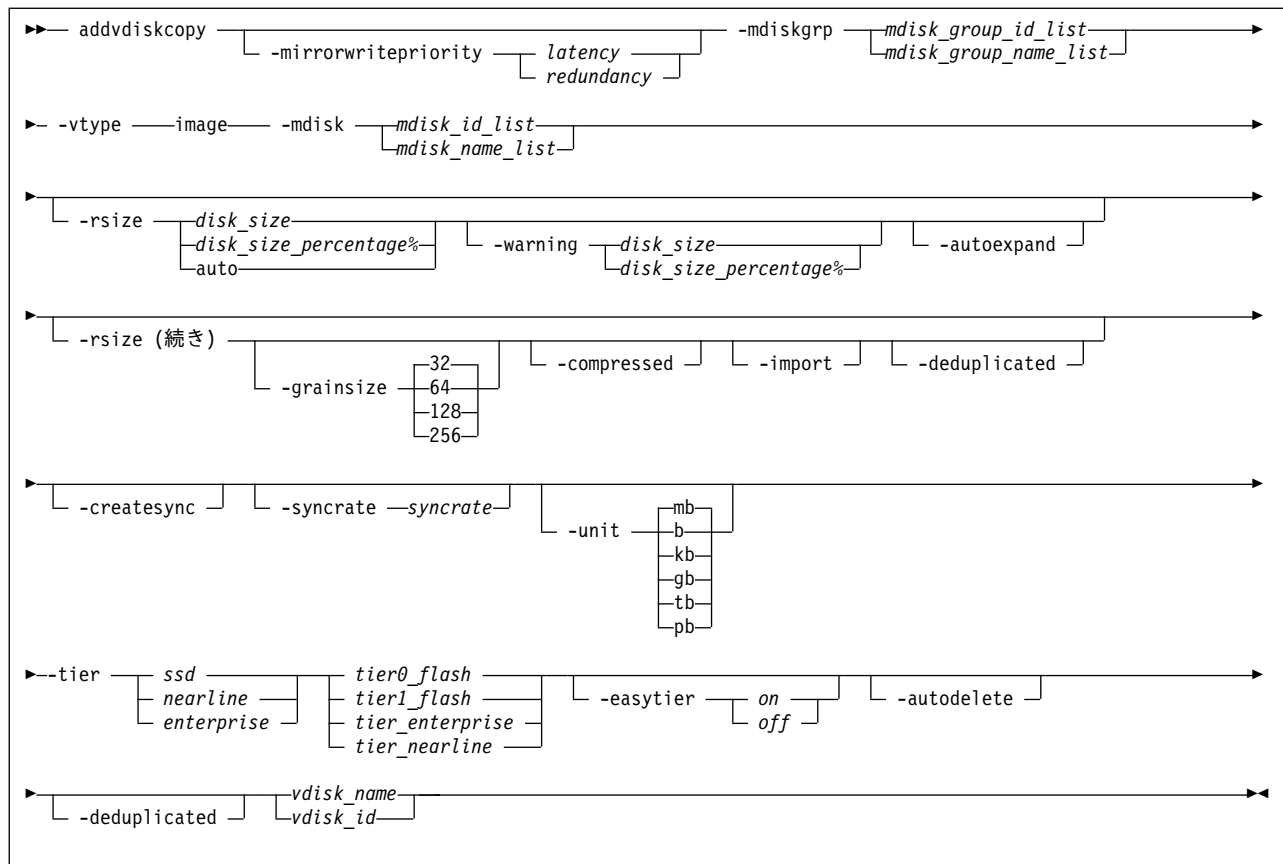 addvdiskcopy -mirrorwritepriority latency -mdiskgrp mdisk_group_id_list
redundancy mdisk_group_name_list
-vtype image -mdisk mdisk_id_list
mdisk_name_list
-rsize disk_size -warning disk_size -autoexpand
disk_size_percentage% disk_size_percentage%
auto
-rsize (続き) -grainsize 32 -compressed -import -deduplicated
64
128
256
-createsync -syncrate syncrate -unit mb
b
kb
gb
tb
pb
-tier ssd tier0_flash -easytier on -autodelete
nearline tier1_flash off
enterprise tier_enterprise
tier_nearline
-deduplicated vdisk_name
vdisk_id